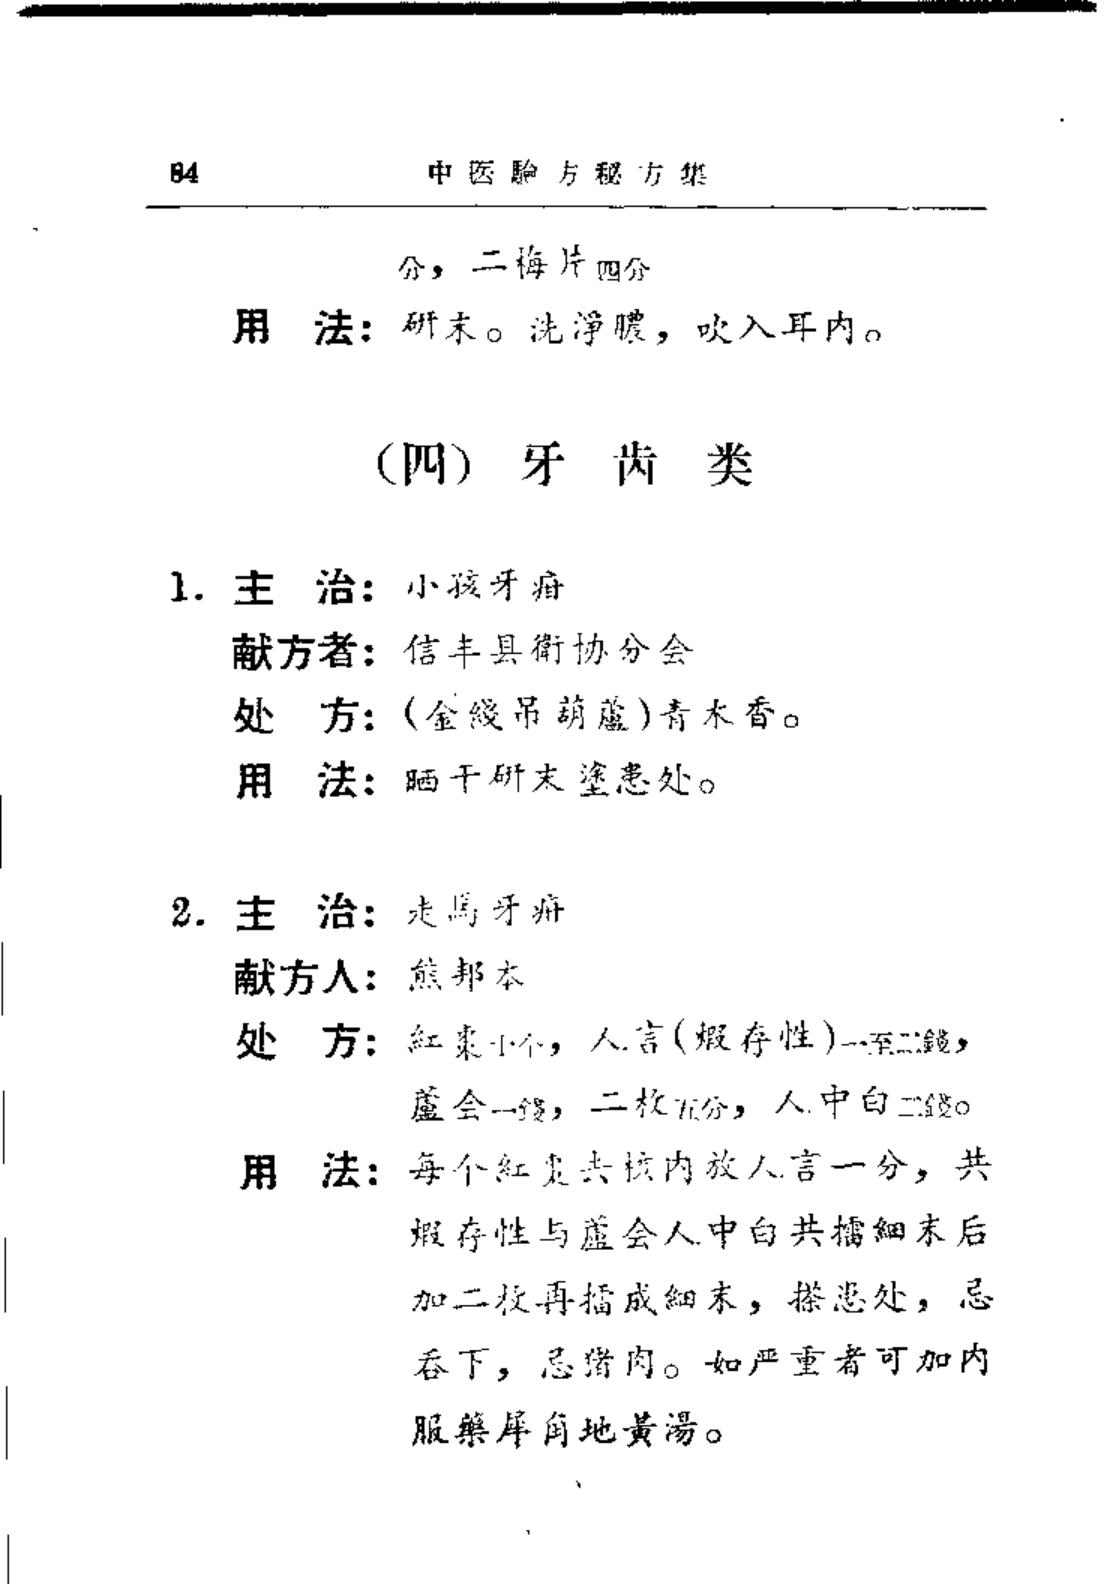 84 中医驗方秘方集
分，二梅片四分
用 法：研末。洗淨膿，吹入耳内。
(四) 牙 齿 类
1. 主 治：小孩牙疳
献方者：信丰县衛协分会
处 方：(金綫吊葫蘆)青木香。
用 法：晒干研末塗患处。
2. 主 治：走馬牙疳
献方人：熊邦本
处 方：紅棗十个，人言(煆存性)一至二錢，
蘆会一錢，二枚五分，人中白二錢。
用 法：每个紅棗去核内放人言一分，共
煆存性与蘆会人中白共擂細末后
加二枚再擂成細末，搽患处，忌
吞下，忌猪肉。如严重者可加内
服藥犀角地黃湯。